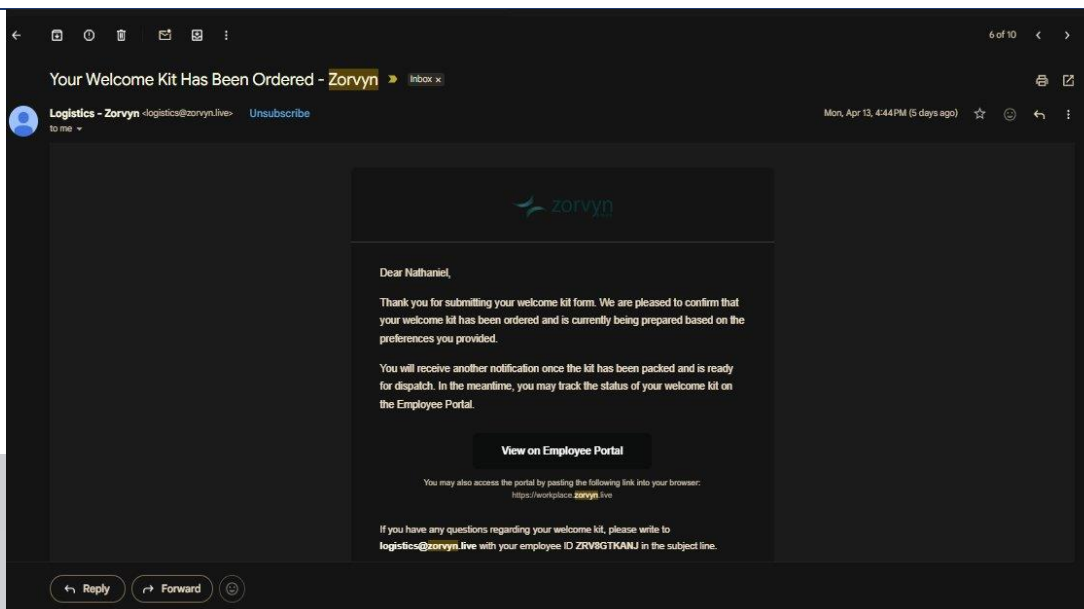 6 of 10
Your Welcome Kit Has Been Ordered - Zorvyn Inbox x
Logistics - Zorvyn <logistics@zorvyn.live> Unsubscribe
Mon, Apr 13, 4:44 PM (5 days ago)
to me
zorvyn
Dear Nathaniel,
Thank you for submitting your welcome kit form. We are pleased to confirm that
your welcome kit has been ordered and is currently being prepared based on the
preferences you provided.
You will receive another notification once the kit has been packed and is ready
for dispatch. In the meantime, you may track the status of your welcome kit on
the Employee Portal.
View on Employee Portal
You may also access the portal by pasting the following link into your browser:
https://workplace.zorvyn.live
If you have any questions regarding your welcome kit, please write to
logistics@zorvyn.live with your employee ID ZRV8GTKANJ in the subject line.
Reply
Forward